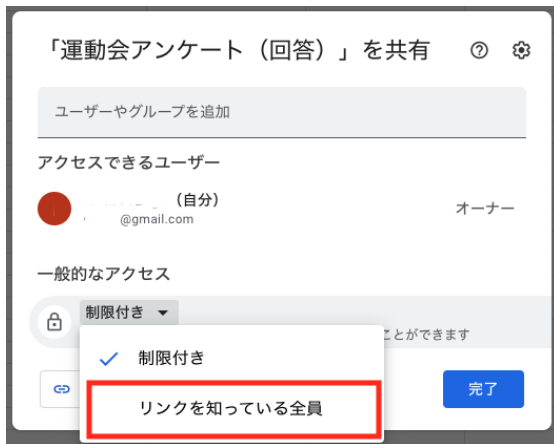 「運動会アンケート（回答）」を共有
ユーザーやグループを追加
アクセスできるユーザー
（自分）
@gmail.com
オーナー
一般的なアクセス
制限付き
ことができます
制限付き
リンクを知っている全員
完了